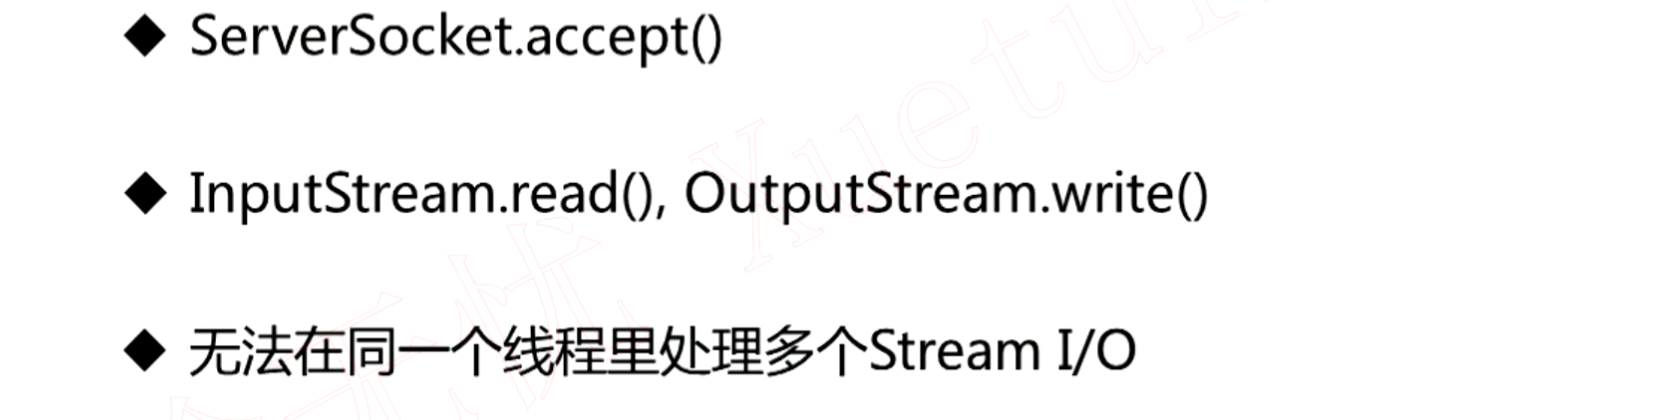 ◆ ServerSocket.accept()
◆ InputStream.read(), OutputStream.write()
◆ 无法在同一个线程里处理多个Stream I/O